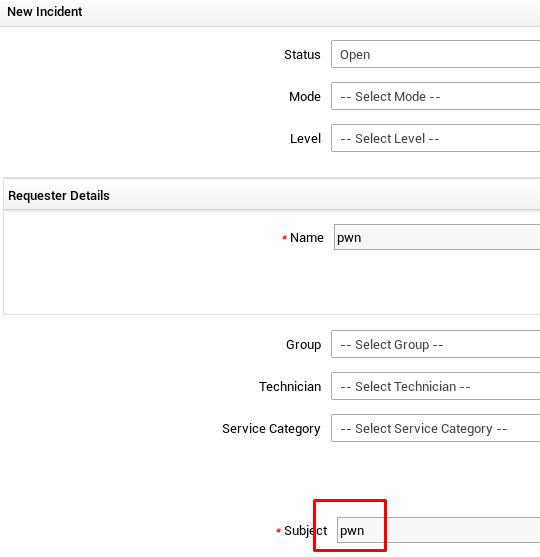 New Incident
Status Open
Mode -- Select Mode --
Level -- Select Level --
Requester Details
* Name pwn
Group -- Select Group --
Technician -- Select Technician --
Service Category -- Select Service Category --
* Subject pwn